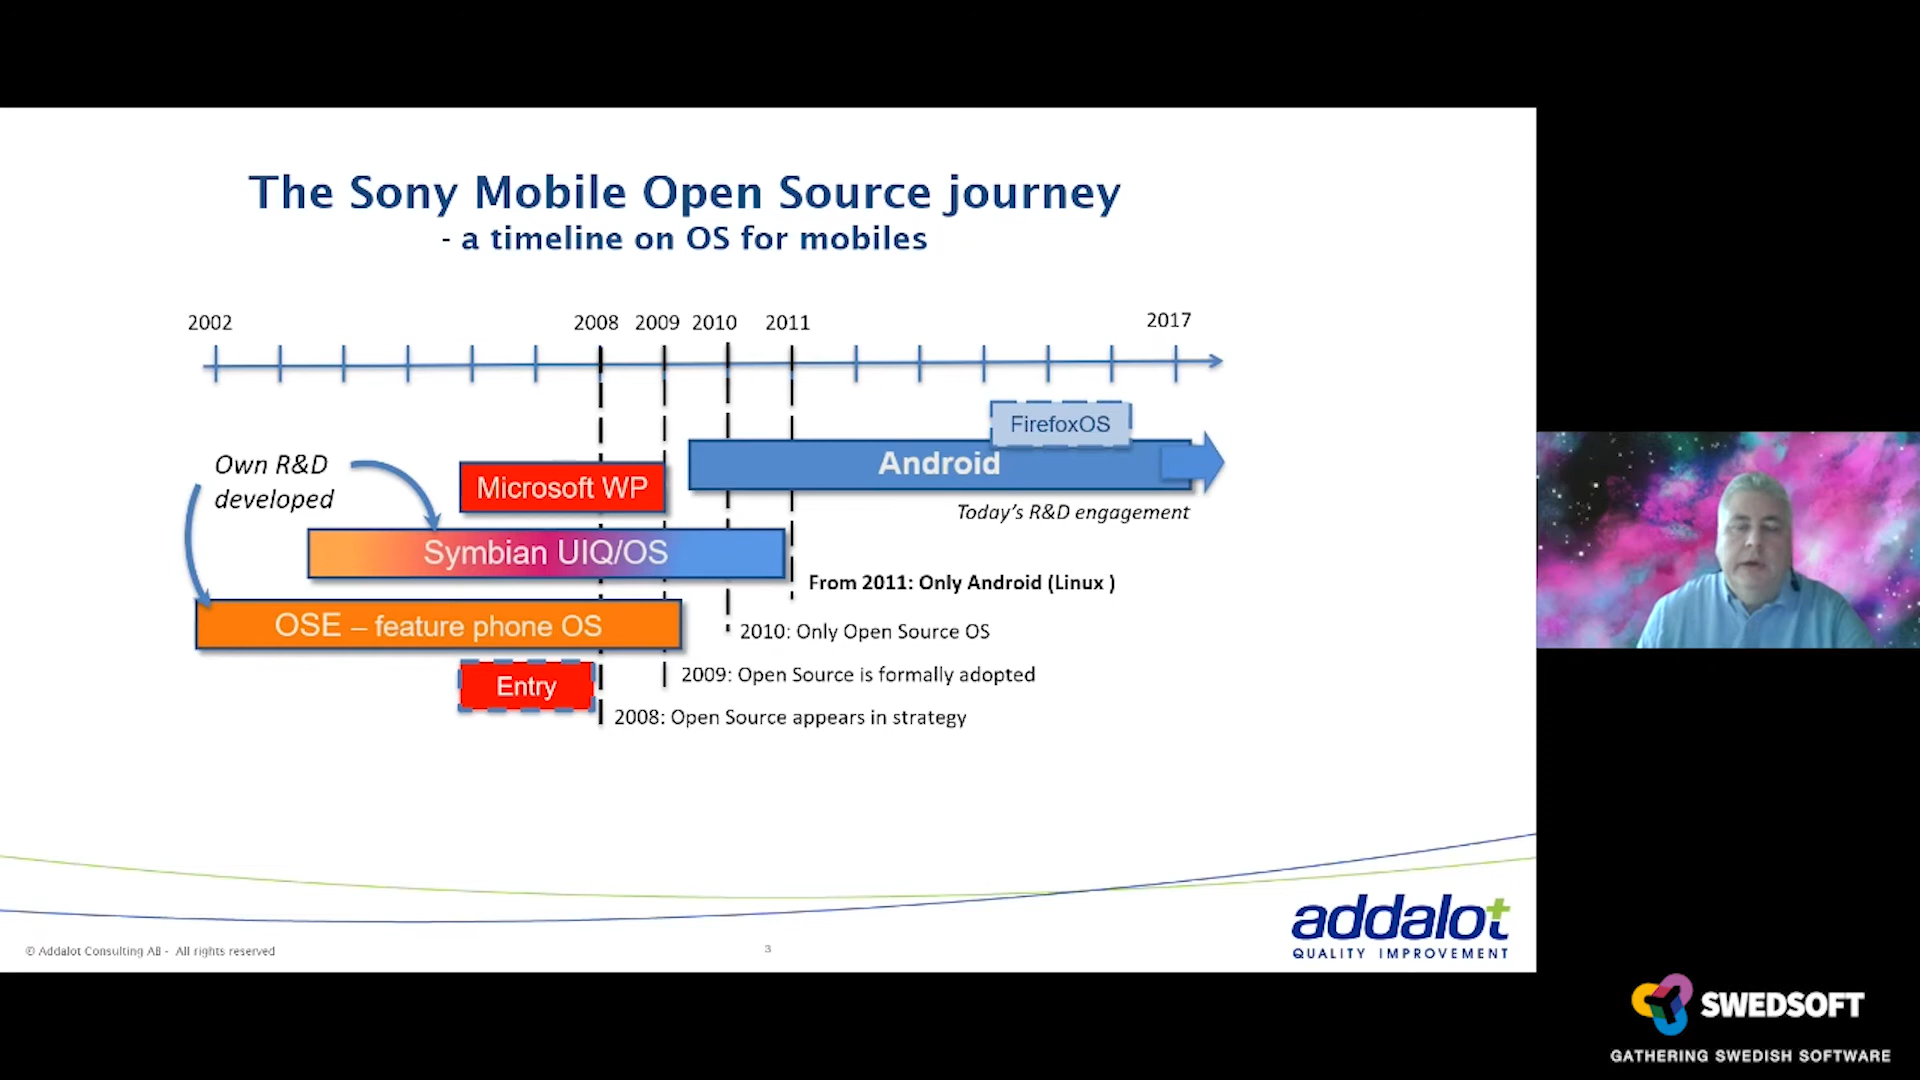 The Sony Mobile Open Source journey
- a timeline on OS for mobiles
2002
2008
2009
2010
2011
2017
FirefoxOS
Android
Own R&D
developed
Microsoft WP
Today's R&D engagement
Symbian UIQ/OS
From 2011: Only Android (Linux )
OSE – feature phone OS
2010: Only Open Source OS
2009: Open Source is formally adopted
Entry
2008: Open Source appears in strategy
addalot
QUALITY IMPROVEMENT
© Addalot Consulting AB - All rights reserved
3
SWEDSOFT
GATHERING SWEDISH SOFTWARE